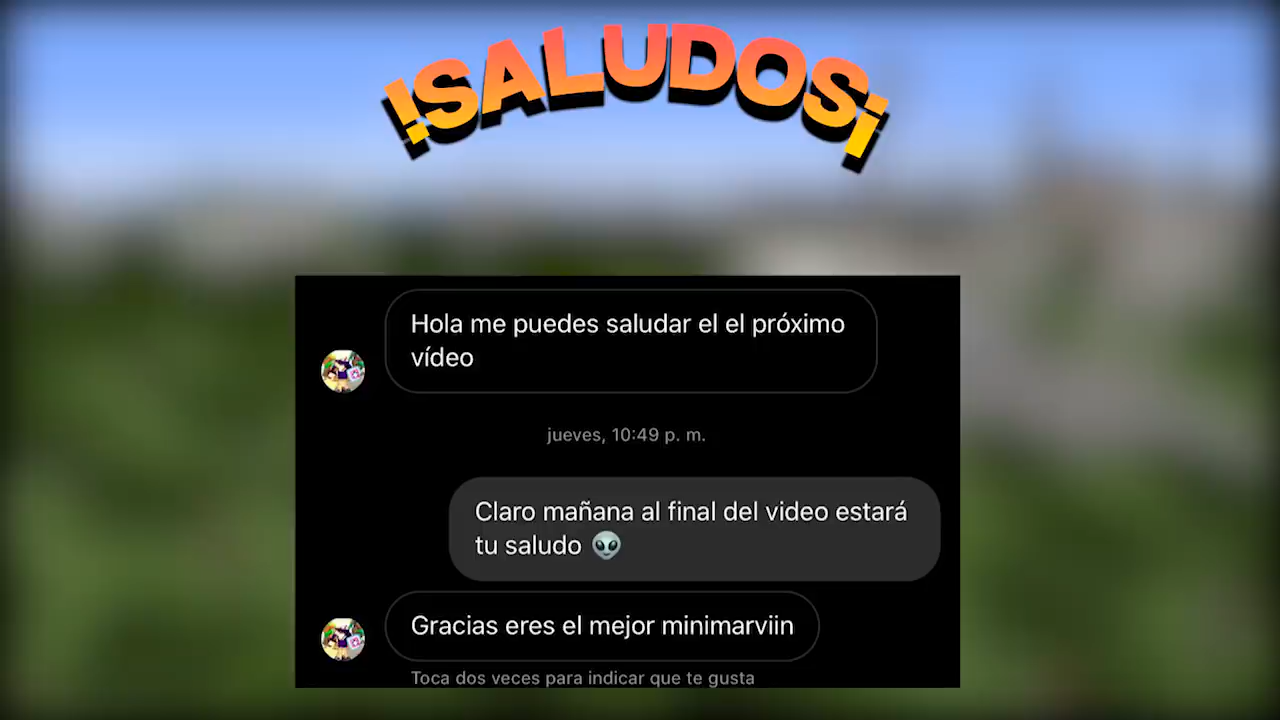 !SALUDOS¡
Hola me puedes saludar el el próximo
vídeo
jueves, 10:49 p. m.
Claro mañana al final del video estará
tu saludo 👽
Gracias eres el mejor minimarviin
Toca dos veces para indicar que te gusta